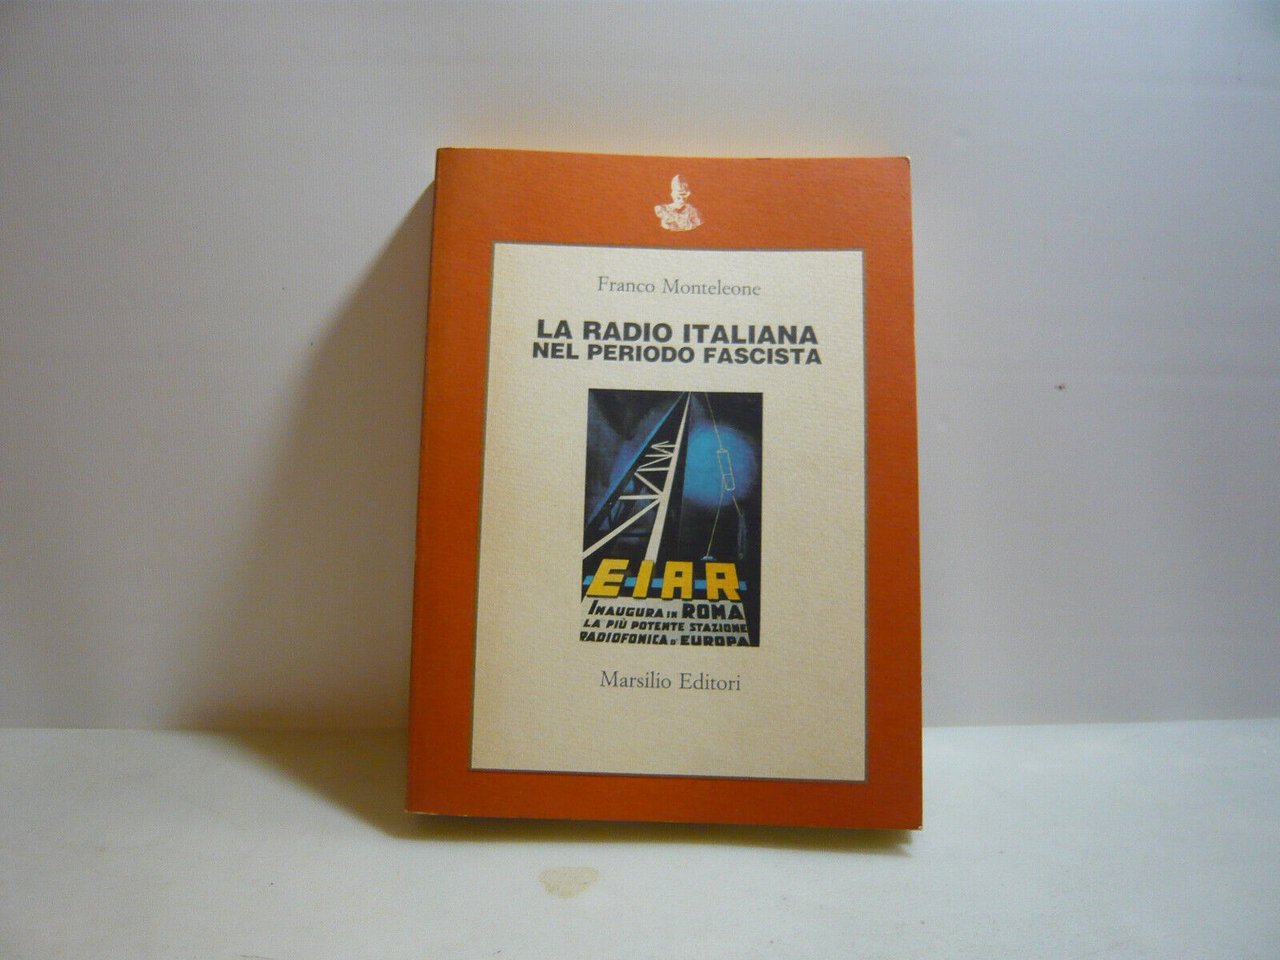 Franco Monteleone
LA RADIO ITALIANA
NEL PERIODO FASCISTA
EIAR
INAUGURA IN ROMA
LA PIÙ POTENTE STAZIONE
RADIOFONICA D'EUROPA
Marsilio Editori